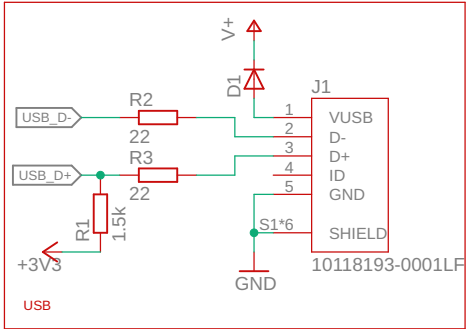 V+
D1
J1
1 VUSB
2 D-
3 D+
4 ID
5 GND
S1*6 SHIELD
10118193-0001LF
USB_D-
R2
22
USB_D+
R3
22
R1
1.5k
+3V3
GND
USB